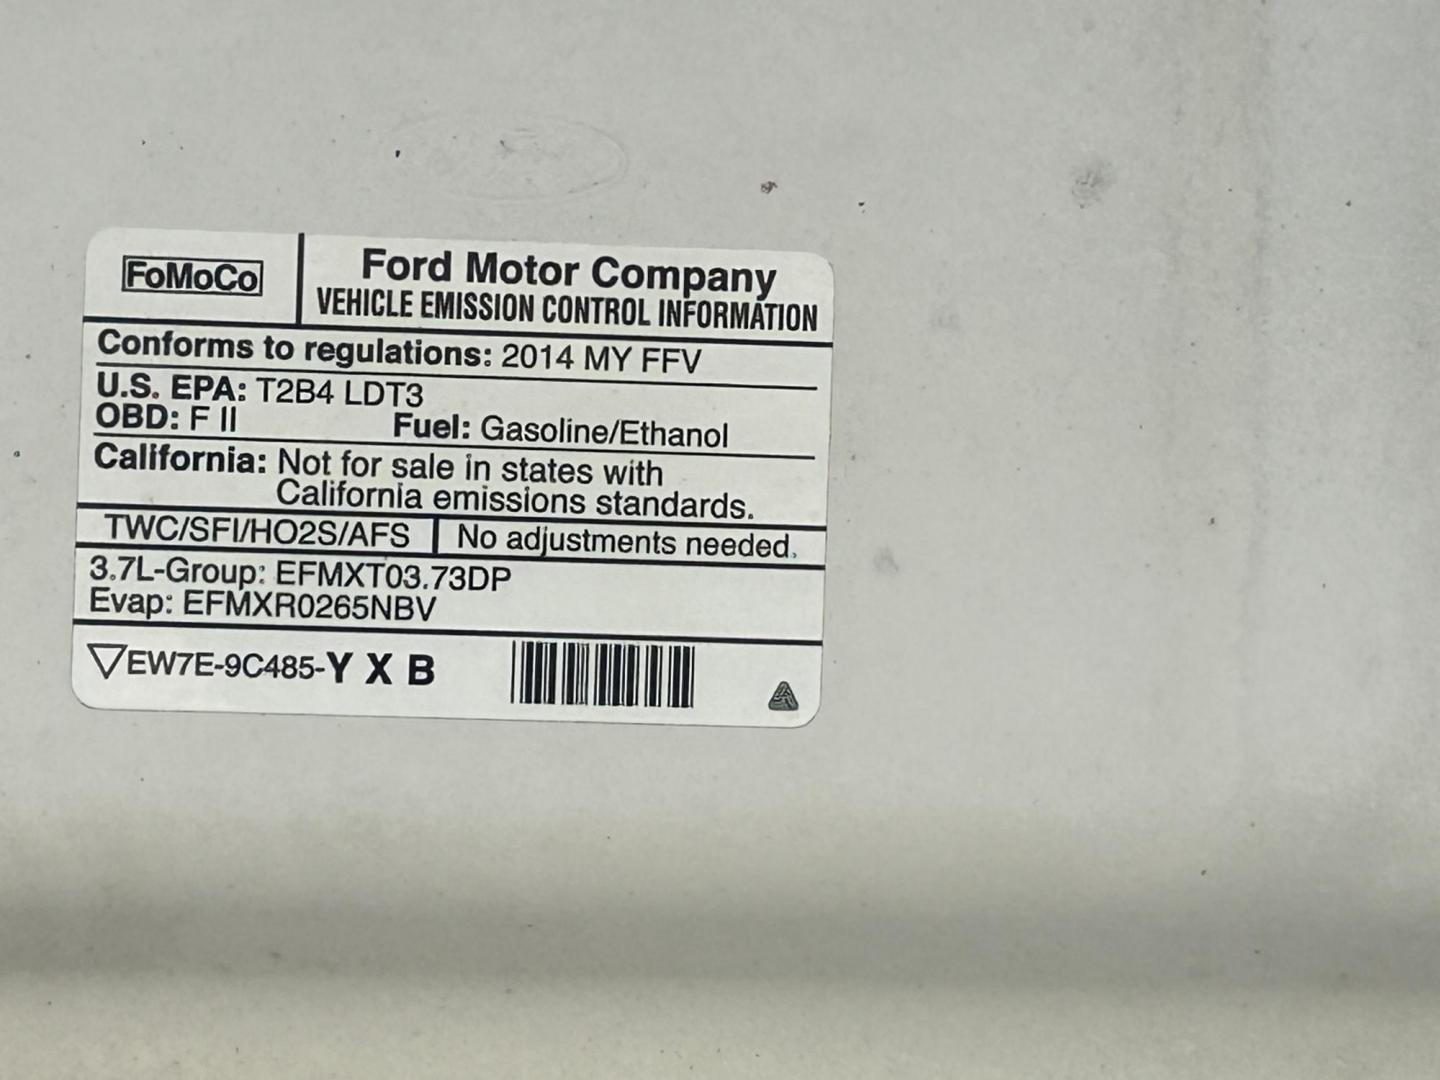 FoMoCo
Ford Motor Company
VEHICLE EMISSION CONTROL INFORMATION
Conforms to regulations: 2014 MY FFV
U.S. EPA: T2B4 LDT3
OBD: F II Fuel: Gasoline/Ethanol
California: Not for sale in states with
California emissions standards.
TWC/SFI/HO2S/AFS No adjustments needed.
3.7L-Group: EFMXT03.73DP
Evap: EFMXR0265NBV
EW7E-9C485-Y X B